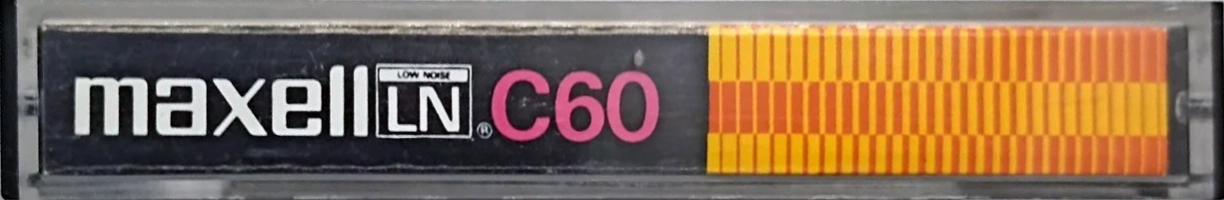 maxell LOW NOISE LN ® C60